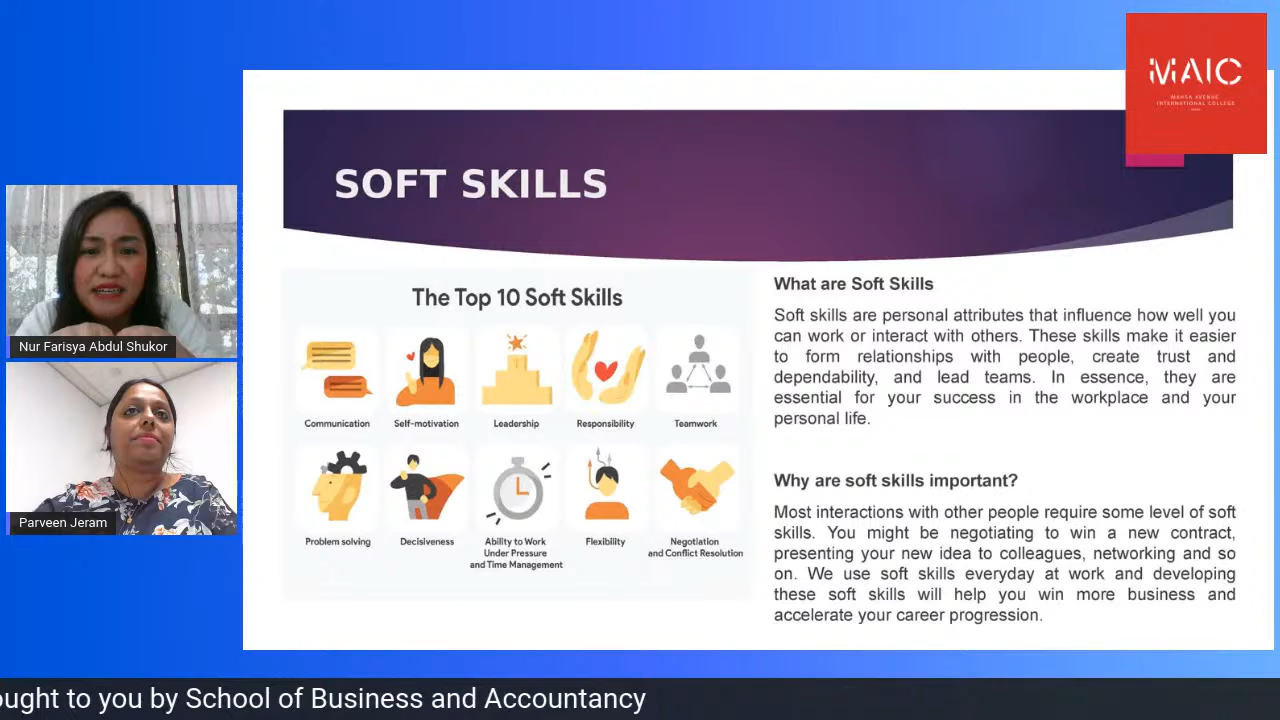 MAIC
MAHSA AVENUE
INTERNATIONAL COLLEGE
SOFT SKILLS
Nur Farisya Abdul Shukor
Parveen Jeram
The Top 10 Soft Skills
Communication
Self-motivation
Leadership
Responsibility
Teamwork
Problem solving
Decisiveness
Ability to Work
Under Pressure
and Time Management
Flexibility
Negotiation
and Conflict Resolution
What are Soft Skills
Soft skills are personal attributes that influence how well you
can work or interact with others. These skills make it easier
to form relationships with people, create trust and
dependability, and lead teams. In essence, they are
essential for your success in the workplace and your
personal life.
Why are soft skills important?
Most interactions with other people require some level of soft
skills. You might be negotiating to win a new contract,
presenting your new idea to colleagues, networking and so
on. We use soft skills everyday at work and developing
these soft skills will help you win more business and
accelerate your career progression.
ought to you by School of Business and Accountancy